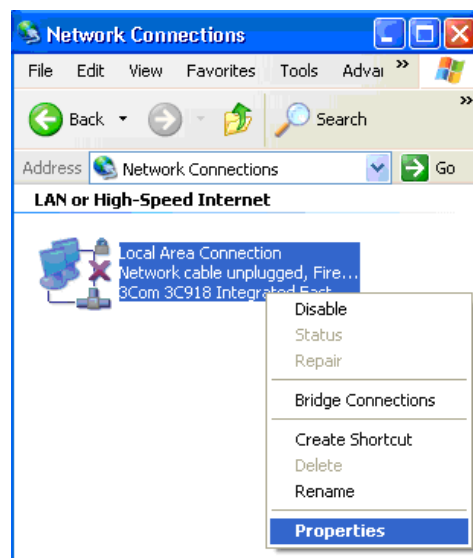 Network Connections
File Edit View Favorites Tools Advai »
Back Search »
Address Network Connections Go
LAN or High-Speed Internet
Local Area Connection
Network cable unplugged, Fire...
3Com 3C918 Integrated Fast
Disable
Status
Repair
Bridge Connections
Create Shortcut
Delete
Rename
Properties